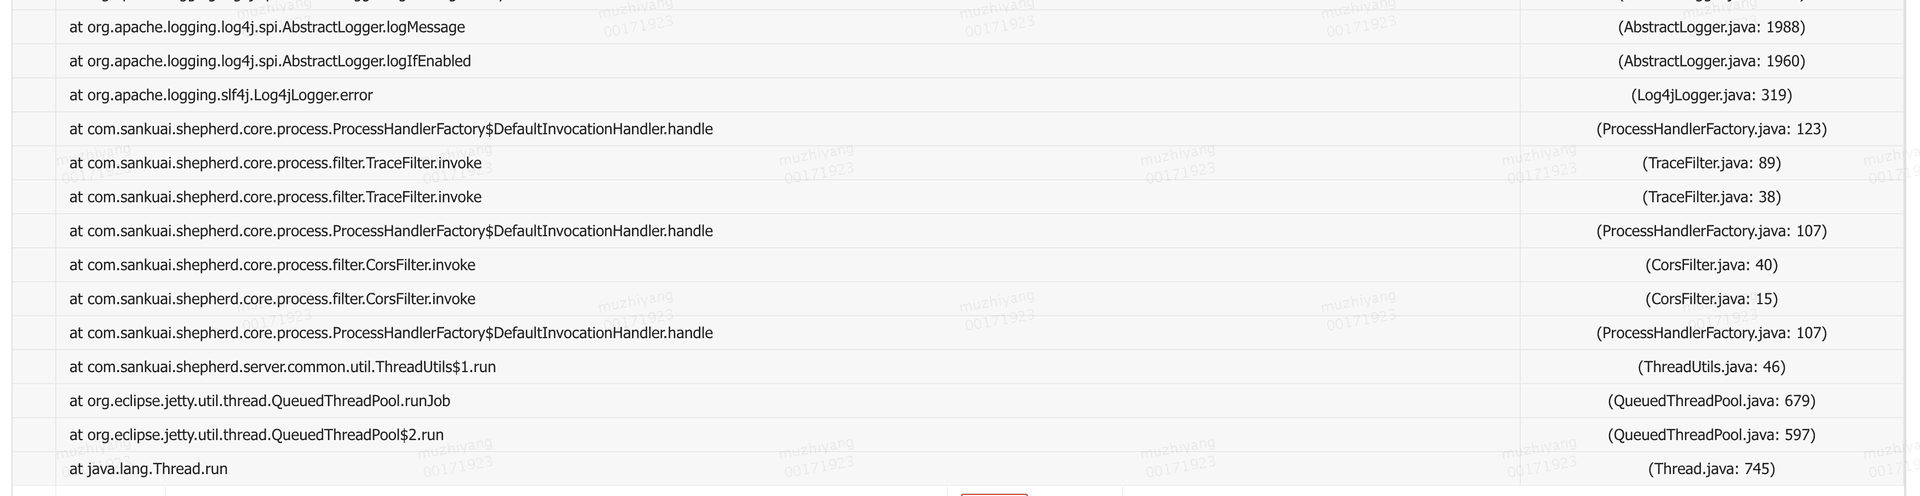 at org.apache.logging.log4j.spi.AbstractLogger.logMessage (AbstractLogger.java: 1988)
at org.apache.logging.log4j.spi.AbstractLogger.logIfEnabled (AbstractLogger.java: 1960)
at org.apache.logging.slf4j.Log4jLogger.error (Log4jLogger.java: 319)
at com.sankuai.shepherd.core.process.ProcessHandlerFactory$DefaultInvocationHandler.handle (ProcessHandlerFactory.java: 123)
at com.sankuai.shepherd.core.process.filter.TraceFilter.invoke (TraceFilter.java: 89)
at com.sankuai.shepherd.core.process.filter.TraceFilter.invoke (TraceFilter.java: 38)
at com.sankuai.shepherd.core.process.ProcessHandlerFactory$DefaultInvocationHandler.handle (ProcessHandlerFactory.java: 107)
at com.sankuai.shepherd.core.process.filter.CorsFilter.invoke (CorsFilter.java: 40)
at com.sankuai.shepherd.core.process.filter.CorsFilter.invoke (CorsFilter.java: 15)
at com.sankuai.shepherd.core.process.ProcessHandlerFactory$DefaultInvocationHandler.handle (ProcessHandlerFactory.java: 107)
at com.sankuai.shepherd.server.common.util.ThreadUtils$1.run (ThreadUtils.java: 46)
at org.eclipse.jetty.util.thread.QueuedThreadPool.runJob (QueuedThreadPool.java: 679)
at org.eclipse.jetty.util.thread.QueuedThreadPool$2.run (QueuedThreadPool.java: 597)
at java.lang.Thread.run (Thread.java: 745)
muzhiyang
00171923